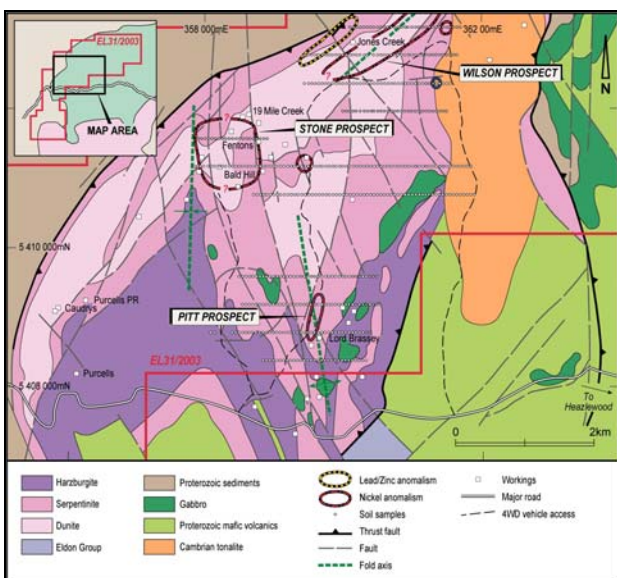 EL31/2003
MAP AREA
358 000mE
362 00mE
Jones Creek
?
WILSON PROSPECT
N
19 Mile Creek
?
STONE PROSPECT
Fentons
Bald Hill
?
5 410 000mN
Purcells PR
Caudrys
PITT PROSPECT
Lord Brassey
EL31/2003
Purcells
5 408 000mN
To
Heazlewood
0 2km
Harzburgite
Serpentinite
Dunite
Eldon Group
Proterozoic sediments
Gabbro
Proterozoic mafic volcanics
Cambrian tonalite
Lead/Zinc anomalism
Nickel anomalism
Soil samples
Thrust fault
Fault
Fold axis
Workings
Major road
4WD vehicle access